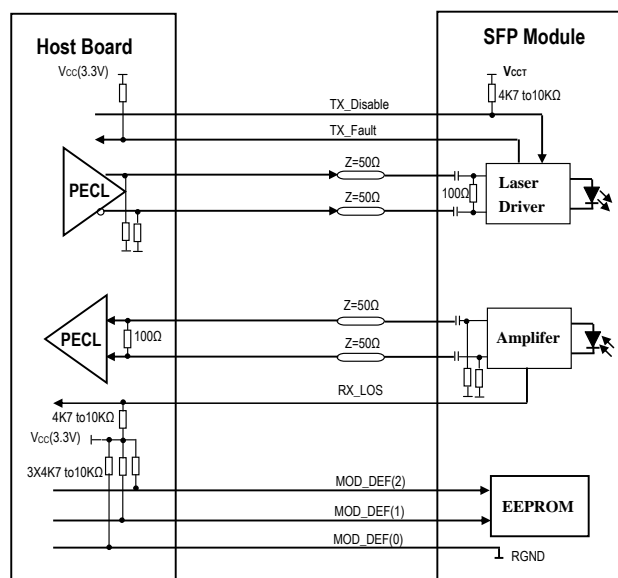 Host Board
SFP Module
VCC(3.3V)
VCCT
4K7 to10KΩ
TX_Disable
TX_Fault
Z=50Ω
PECL
100Ω
Laser
Driver
Z=50Ω
Z=50Ω
PECL
100Ω
Amplifer
Z=50Ω
RX_LOS
4K7 to10KΩ
VCC(3.3V)
3X4K7 to10KΩ
MOD_DEF(2)
EEPROM
MOD_DEF(1)
MOD_DEF(0)
RGND